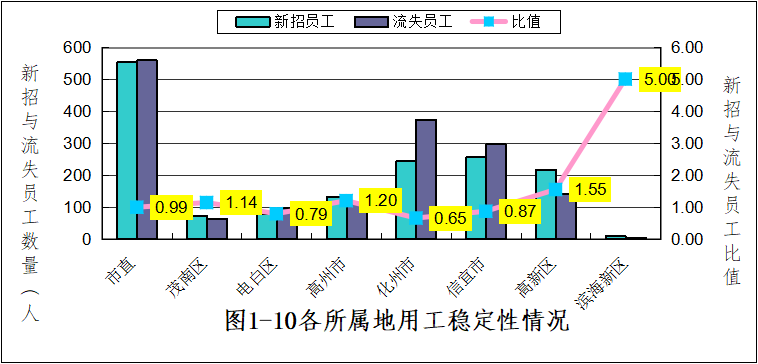 新招员工 流失员工 比值
新招与流失员工数量（人
600
500
400
300
200
100
0
6.00
5.00
4.00
3.00
2.00
1.00
0.00
新招与流失员工比值
0.99
1.14
0.79
1.20
0.65
0.87
1.55
5.00
市直
茂南区
电白区
高州市
化州市
信宜市
高新区
滨海新区
图1-10各所属地用工稳定性情况